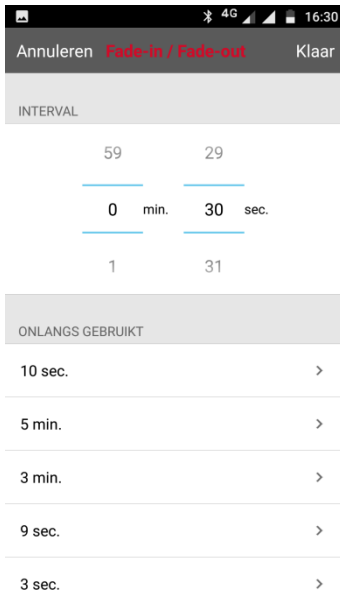 4G 16:30
Annuleren Fade-in / Fade-out Klaar
INTERVAL
59 29
0 min. 30 sec.
1 31
ONLANGS GEBRUIKT
10 sec.
5 min.
3 min.
9 sec.
3 sec.